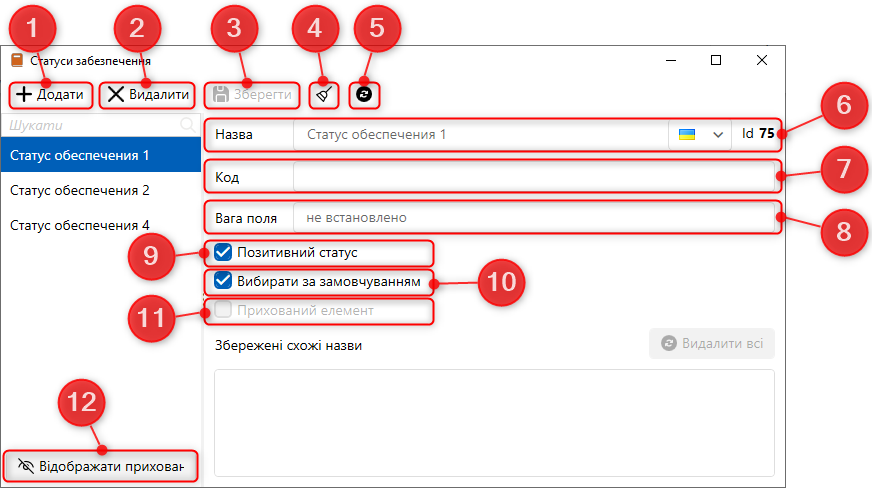 1 2 3 4 5
Статуси забезпечення
Додати Видалити Зберегти
6
Шукати
Назва Статус обеспечения 1 Id 75
Статус обеспечения 1
7
Код
Статус обеспечения 2
Вага поля не встановлено
Статус обеспечения 4
8
9
Позитивний статус
Вибирати за замовчуванням
10
11
Прихований елемент
Збережені схожі назви Видалити всі
12
Відображати прихован